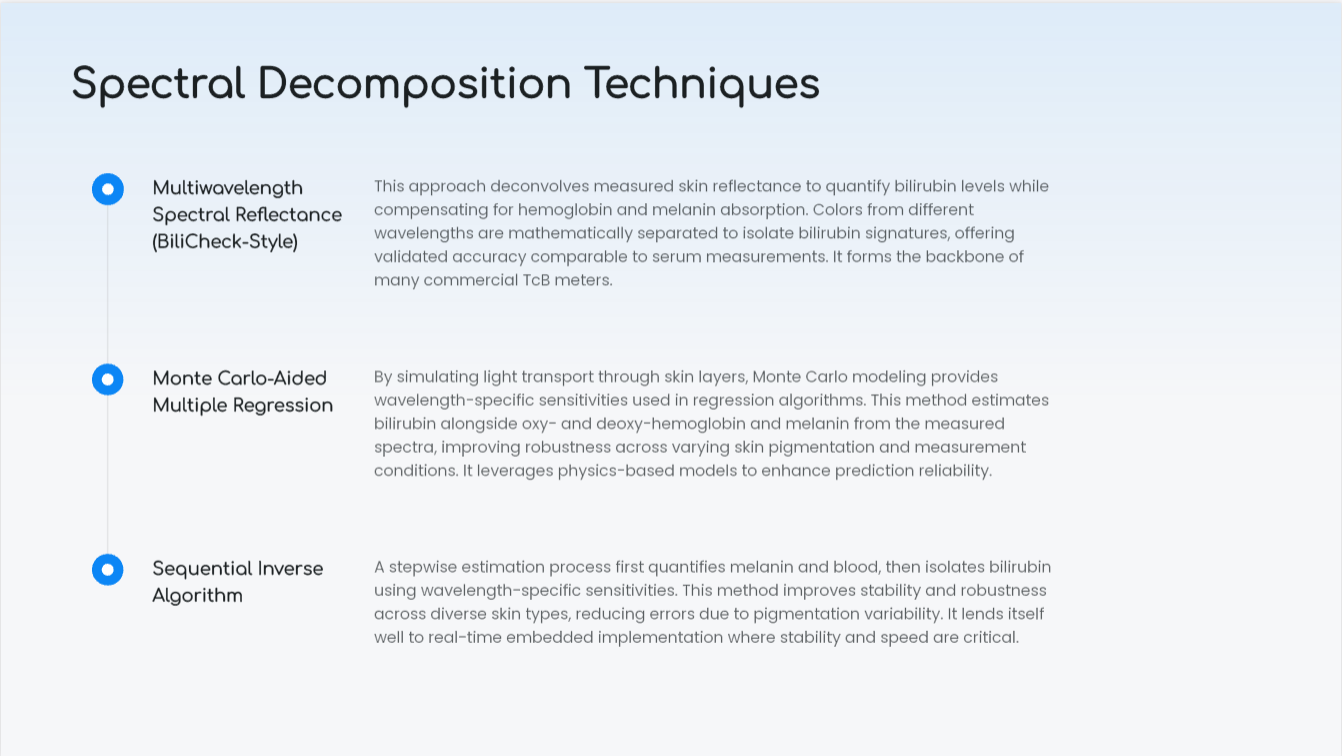 Spectral Decomposition Techniques
Multiwavelength
Spectral Reflectance
(BiliCheck-Style)
This approach deconvolves measured skin reflectance to quantify bilirubin levels while
compensating for hemoglobin and melanin absorption. Colors from different
wavelengths are mathematically separated to isolate bilirubin signatures, offering
validated accuracy comparable to serum measurements. It forms the backbone of
many commercial TcB meters.
Monte Carlo-Aided
Multiple Regression
By simulating light transport through skin layers, Monte Carlo modeling provides
wavelength-specific sensitivities used in regression algorithms. This method estimates
bilirubin alongside oxy- and deoxy-hemoglobin and melanin from the measured
spectra, improving robustness across varying skin pigmentation and measurement
conditions. It leverages physics-based models to enhance prediction reliability.
Sequential Inverse
Algorithm
A stepwise estimation process first quantifies melanin and blood, then isolates bilirubin
using wavelength-specific sensitivities. This method improves stability and robustness
across diverse skin types, reducing errors due to pigmentation variability. It lends itself
well to real-time embedded implementation where stability and speed are critical.